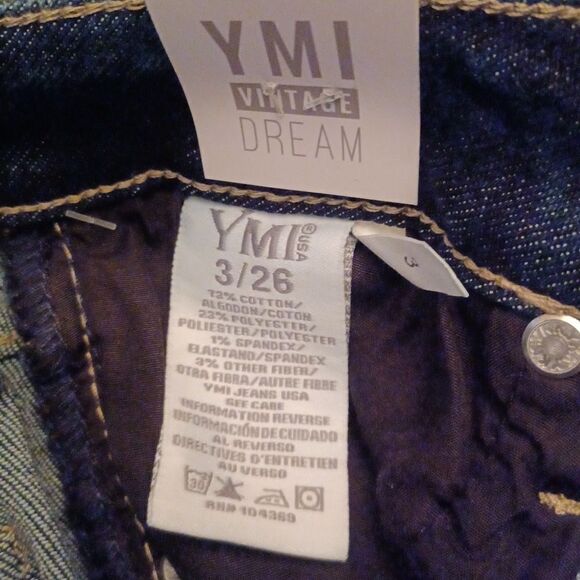 YMI
VINTAGE
DREAM
YMI® USA
3/26
3
73% COTTON/
ALGODON/COTON
23% POLYESTER/
POLIESTER/POLYESTER
1% SPANDEX/
ELASTAND/SPANDEX
3% OTHER FIBER/
OTRA FIBRA/AUTRE FIBRE
YMI JEANS USA
SEE CARE
INFORMATION REVERSE
INFORMACIÓN DE CUIDADO
AL REVERSO
DIRECTIVES D'ENTRETIEN
AU VERSO
30
RN# 104369